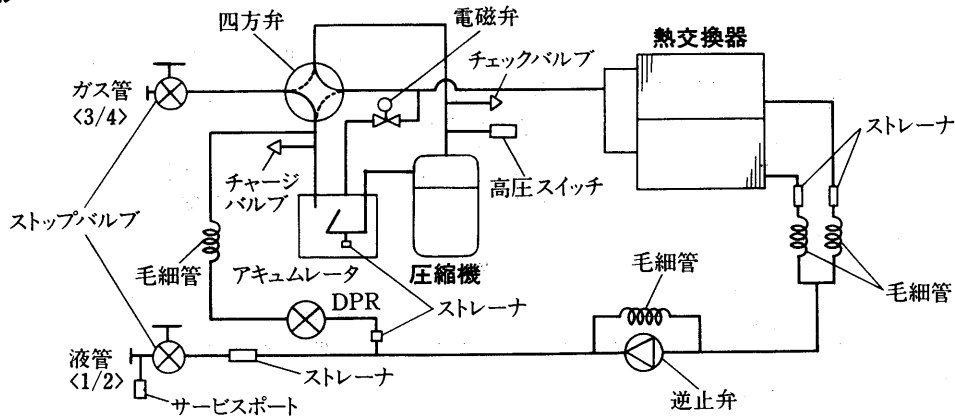 四方弁
電磁弁
熱交換器
チェックバルブ
ガス管
<3/4>
ストレーナ
チャージ
バルブ
高圧スイッチ
ストップバルブ
毛細管
アキュムレータ
圧縮機
毛細管
DPR
ストレーナ
毛細管
液管
<1/2>
ストレーナ
逆止弁
サービスポート